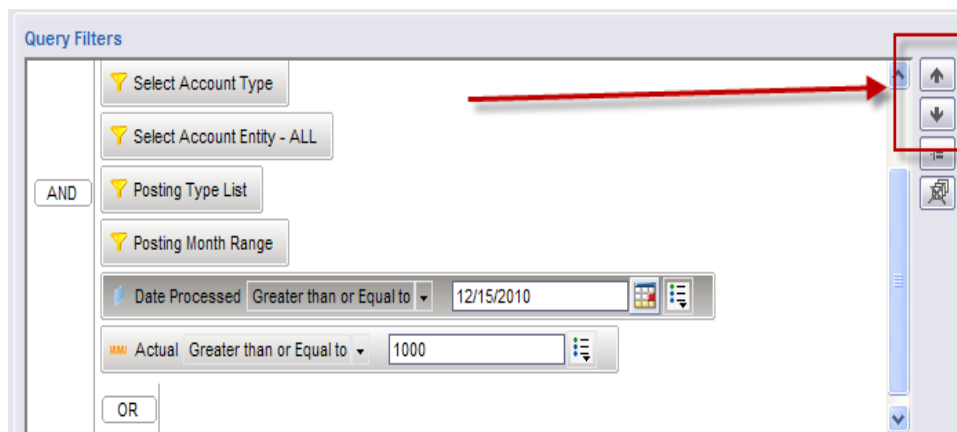 Query Filters
Select Account Type
Select Account Entity - ALL
AND
Posting Type List
Posting Month Range
Date Processed Greater than or Equal to 12/15/2010
Actual Greater than or Equal to 1000
OR